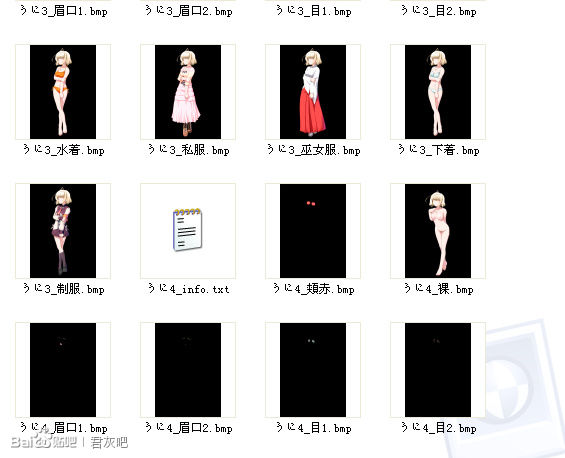 うに3_眉口1.bmp
うに3_眉口2.bmp
うに3_目1.bmp
うに3_目2.bmp
うに3_水着.bmp
うに3_私服.bmp
うに3_巫女服.bmp
うに3_下着.bmp
うに3_制服.bmp
うに4_info.txt
うに4_頬赤.bmp
うに4_裸.bmp
うに4_眉口1.bmp
うに4_眉口2.bmp
うに4_目1.bmp
うに4_目2.bmp
Bai 贴吧 | 君灰吧